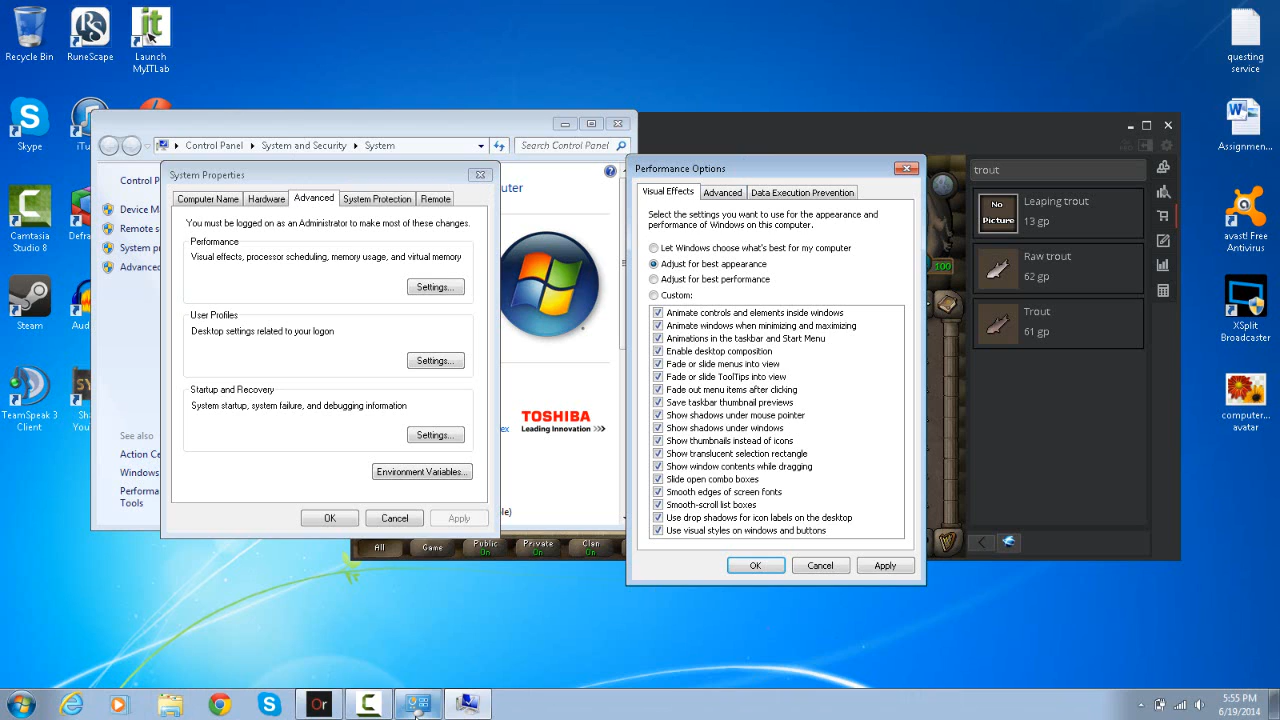 Recycle Bin
RuneScape
Launch
MyITLab
questing
service
Skype
iTu
Assignmen...
Camtasia
Studio 8
Defra
avast! Free
Antivirus
Steam
XSplit
Broadcaster
TeamSpeak 3
Client
computer...
avatar
Control Panel
System and Security
System
Search Control Panel
Control P
Device M
Remote s
System p
Advanced
See also
Action Ce
Windows
Performa
Tools
TOSHIBA
Leading Innovation >>>
System Properties
Computer Name
Hardware
Advanced
System Protection
Remote
You must be logged on as an Administrator to make most of these changes.
Performance
Visual effects, processor scheduling, memory usage, and virtual memory
Settings...
User Profiles
Desktop settings related to your logon
Settings...
Startup and Recovery
System startup, system failure, and debugging information
Settings...
Environment Variables...
OK
Cancel
Apply
Performance Options
Visual Effects
Advanced
Data Execution Prevention
Select the settings you want to use for the appearance and
performance of Windows on this computer.
Let Windows choose what's best for my computer
Adjust for best appearance
Adjust for best performance
Custom:
Animate controls and elements inside windows
Animate windows when minimizing and maximizing
Animations in the taskbar and Start Menu
Enable desktop composition
Fade or slide menus into view
Fade or slide ToolTips into view
Fade out menu items after clicking
Save taskbar thumbnail previews
Show shadows under mouse pointer
Show shadows under windows
Show thumbnails instead of icons
Show translucent selection rectangle
Show window contents while dragging
Slide open combo boxes
Smooth edges of screen fonts
Smooth-scroll list boxes
Use drop shadows for icon labels on the desktop
Use visual styles on windows and buttons
OK
Cancel
Apply
trout
No
Picture
Leaping trout
13 gp
Raw trout
62 gp
Trout
61 gp
100
All
Game
Public
On
Private
On
Clan
On
Or
5:55 PM
6/19/2014